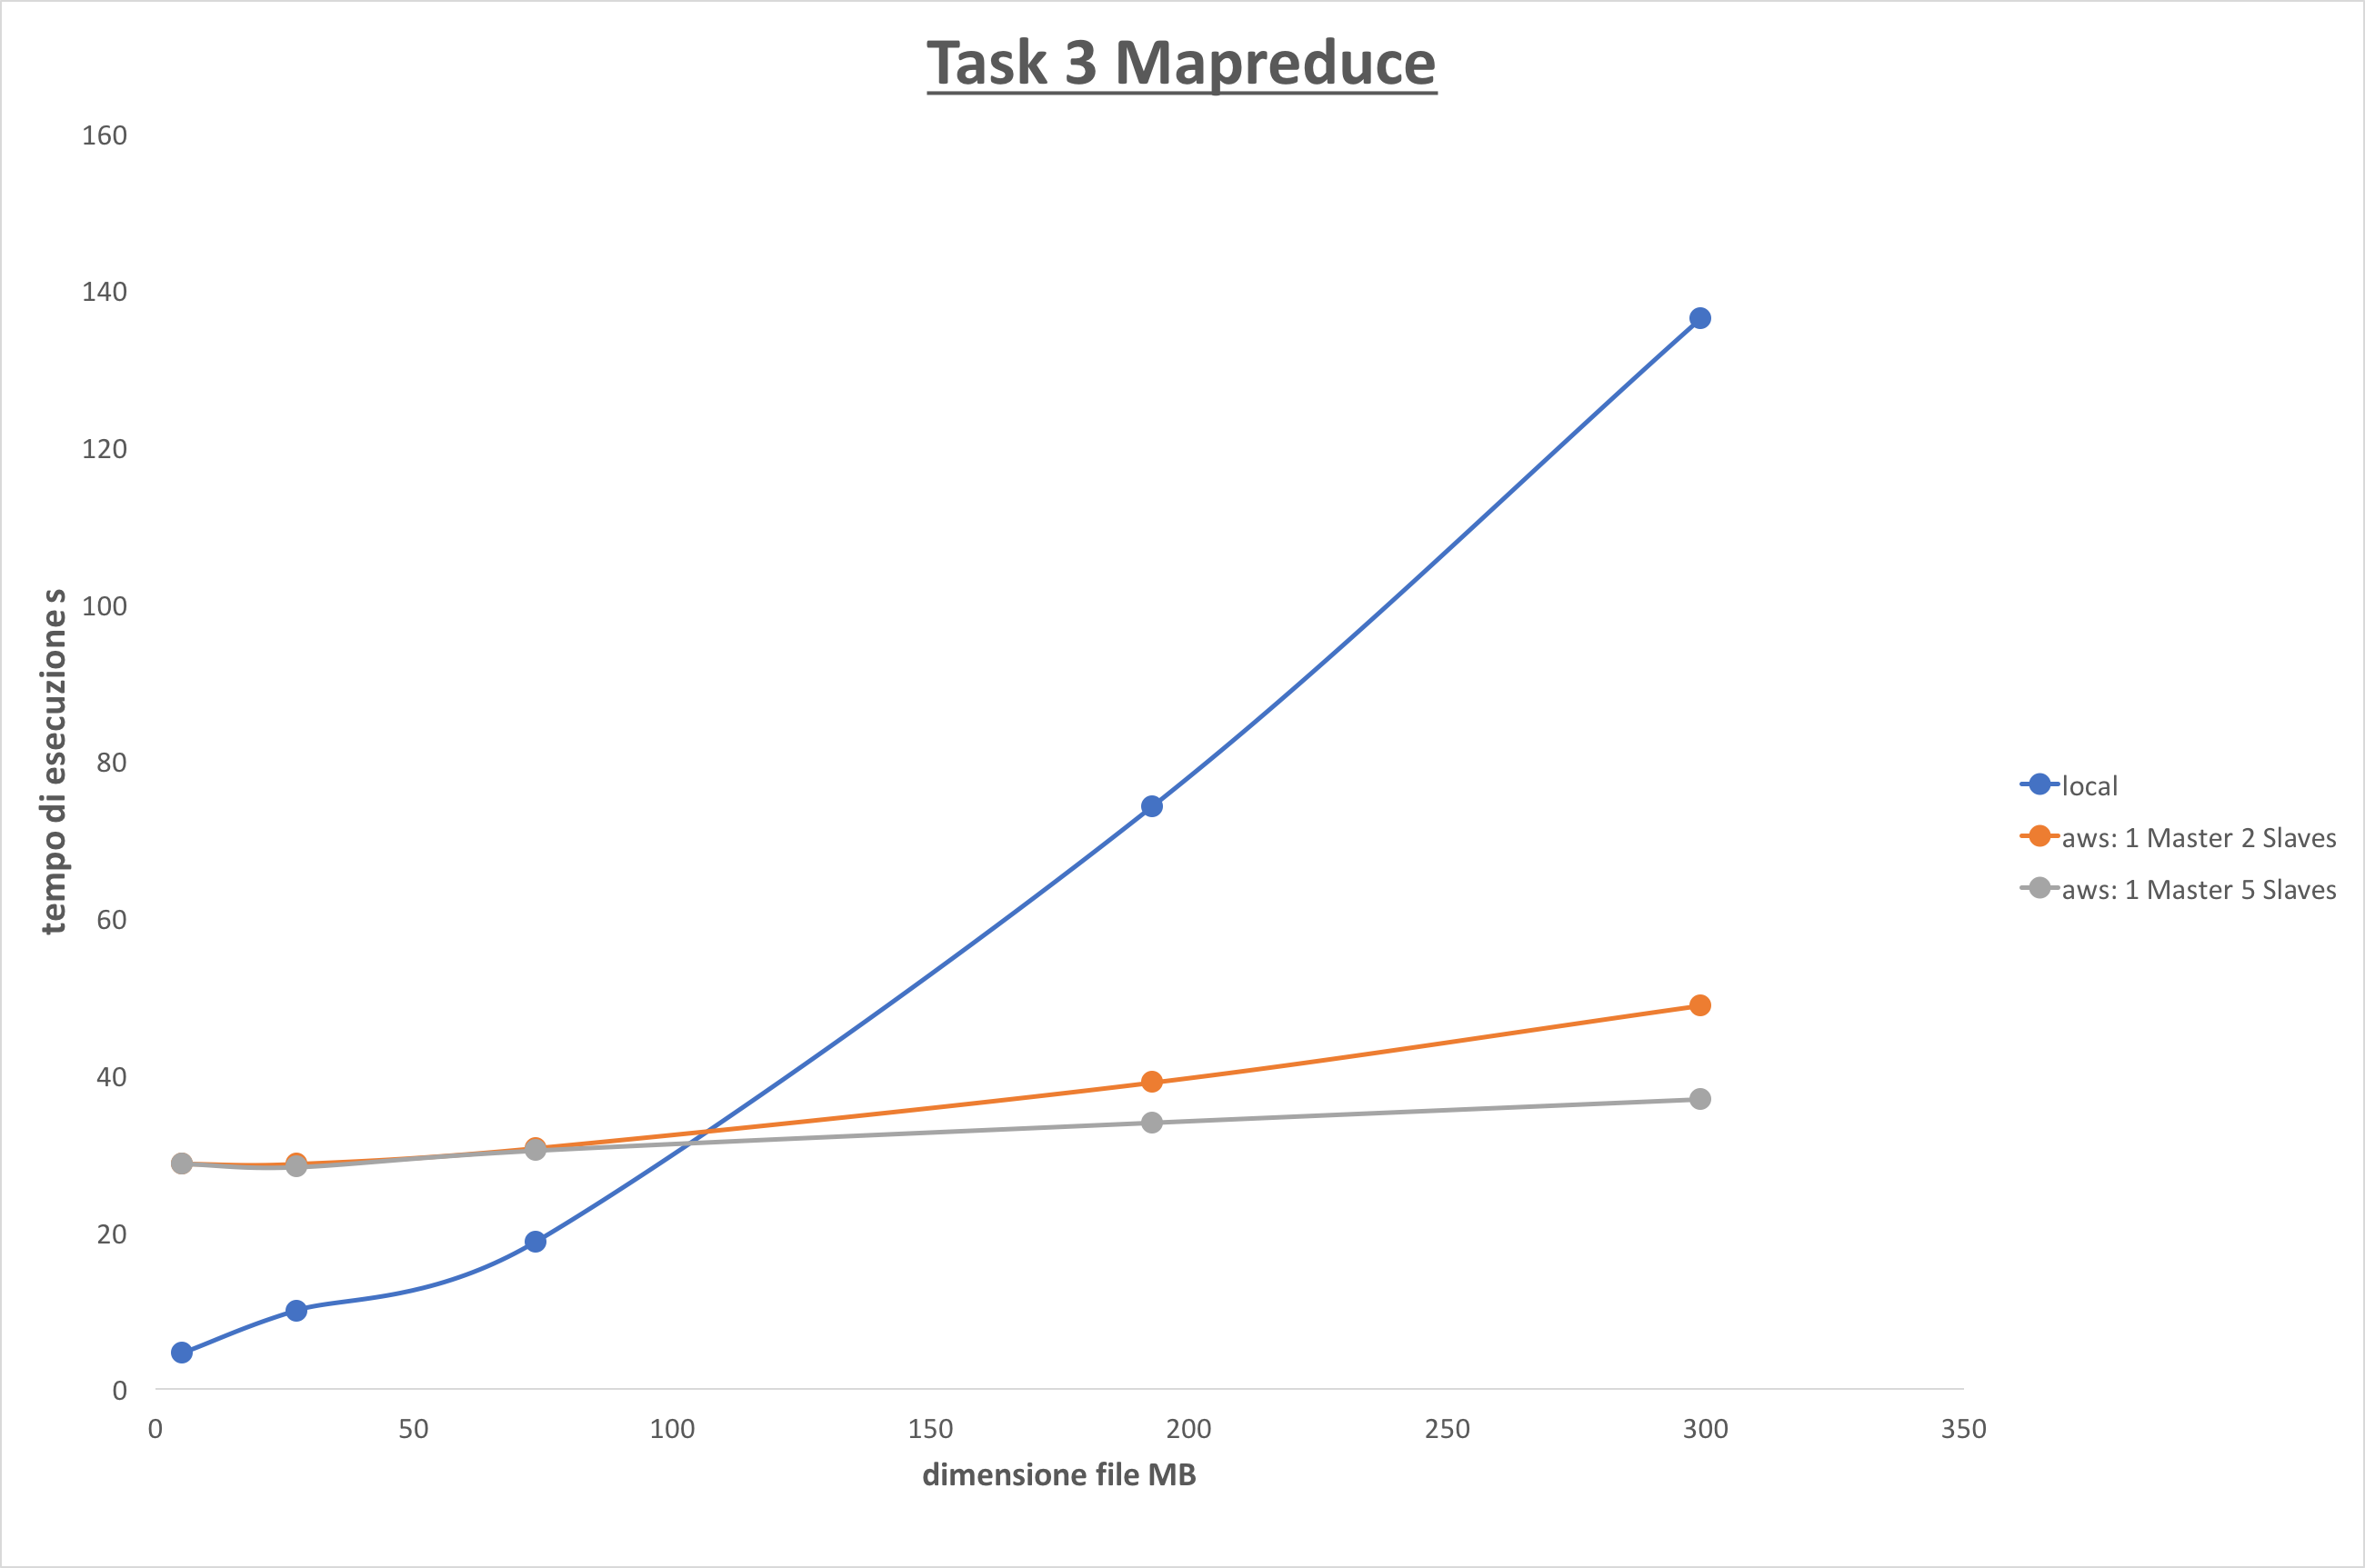 Task 3 Mapreduce
160
140
120
100
80
60
40
20
0
tempo di esecuzione s
local
aws: 1 Master 2 Slaves
aws: 1 Master 5 Slaves
0 50 100 150 200 250 300 350
dimensione file MB